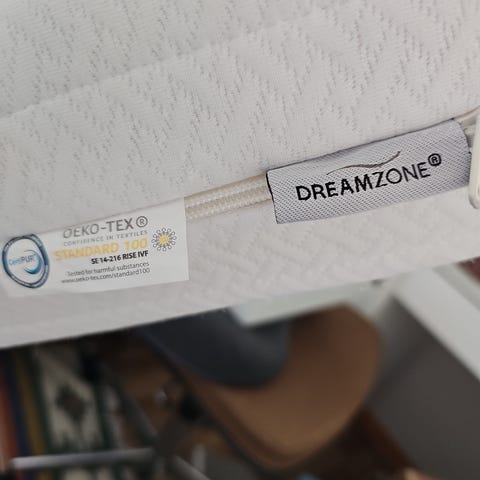 CertiPUR
OEKO-TEX®
CONFIDENCE IN TEXTILES
STANDARD 100
SE 14-216 RISE IVF
Tested for harmful substances
www.oeko-tex.com/standard100
DREAMZONE®